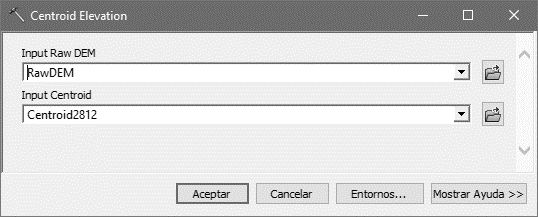 Centroid Elevation
Input Raw DEM
RawDEM
Input Centroid
Centroid2812
Aceptar Cancelar Entornos... Mostrar Ayuda >>